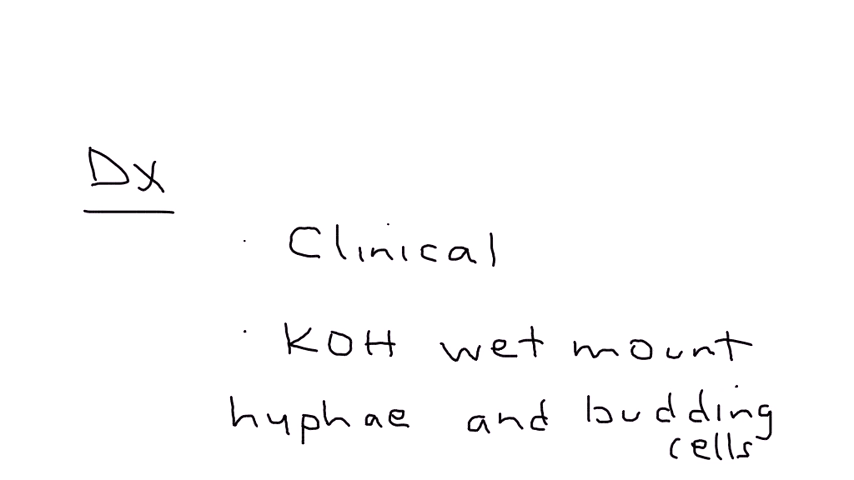 Dx
· Clinical
· KOH wet mount
hyphae and budding
cells